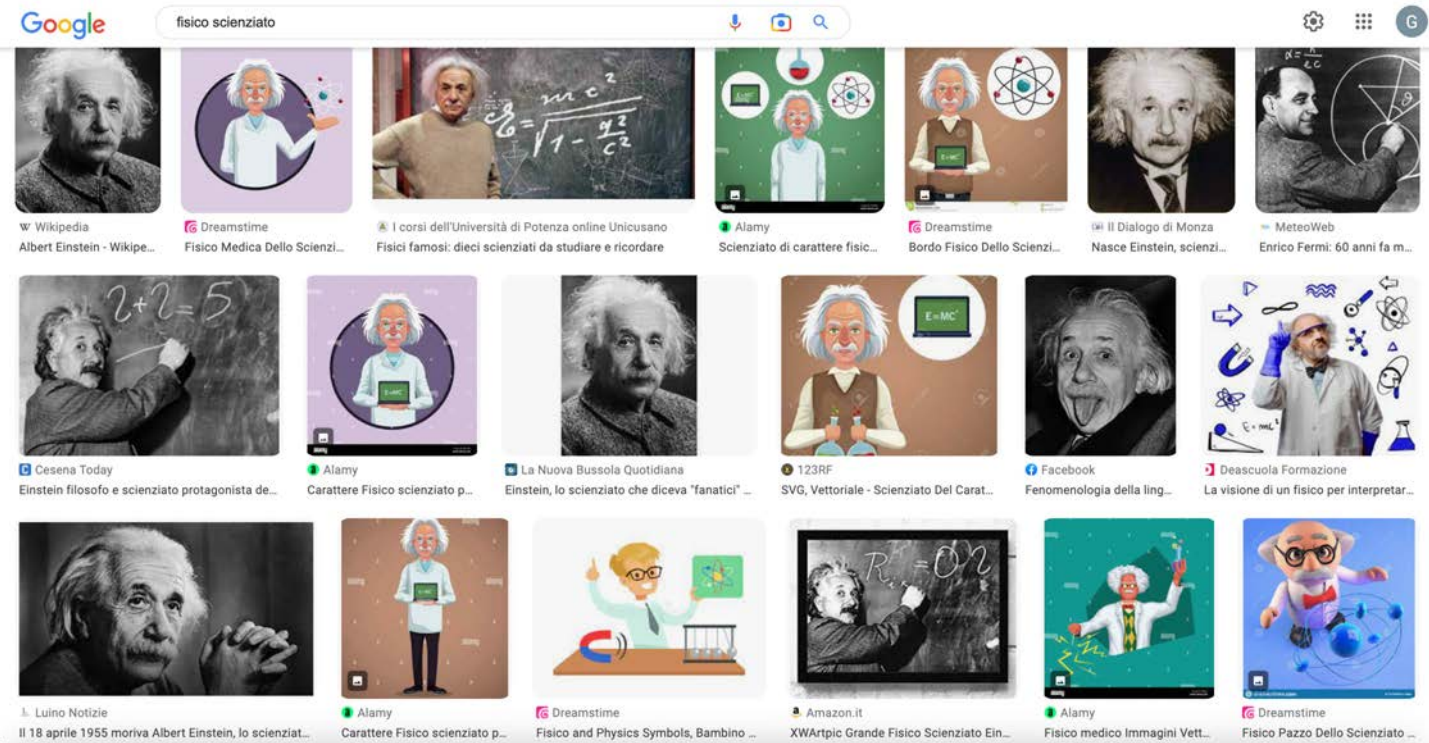 Google
fisico scienziato
G
W Wikipedia
Albert Einstein - Wikipe...
Dreamstime
Fisico Medica Dello Scienzi...
I corsi dell'Università di Potenza online Unicusano
Fisici famosi: dieci scienziati da studiare e ricordare
Alamy
Scienziato di carattere fisic...
Dreamstime
Bordo Fisico Dello Scienzi...
Il Dialogo di Monza
Nasce Einstein, scienzi...
MeteoWeb
Enrico Fermi: 60 anni fa m...
2+2=5
E=MC²
Cesena Today
Einstein filosofo e scienziato protagonista de...
Alamy
Carattere Fisico scienziato p...
La Nuova Bussola Quotidiana
Einstein, lo scienziato che diceva "fanatici" ...
123RF
SVG, Vettoriale - Scienziato Del Carat...
Facebook
Fenomenologia della ling...
Deascuola Formazione
La visione di un fisico per interpretar...
Luino Notizie
Il 18 aprile 1955 moriva Albert Einstein, lo scienziat...
Alamy
Carattere Fisico scienziato p...
Dreamstime
Fisico and Physics Symbols, Bambino ...
a Amazon.it
XWArtpic Grande Fisico Scienziato Ein...
Alamy
Fisico medico Immagini Vett...
Dreamstime
Fisico Pazzo Dello Scienziato ...